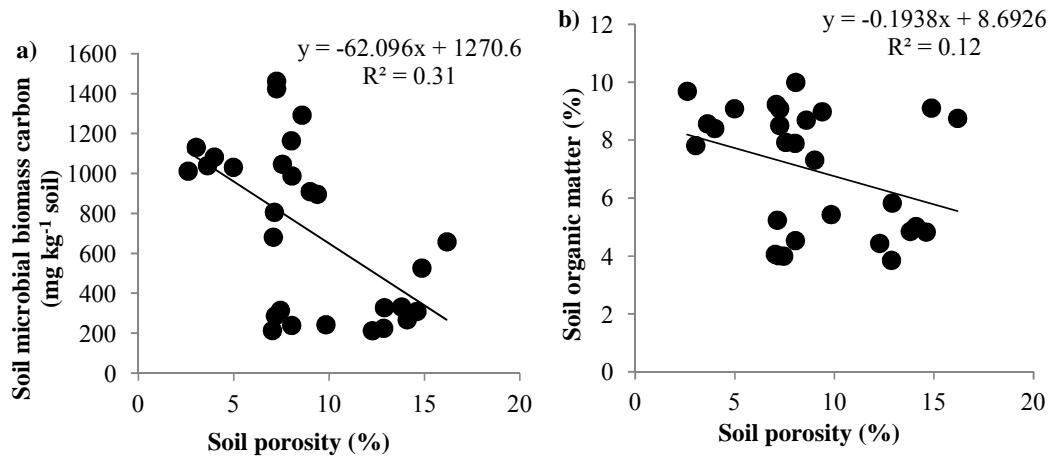 a)
y = -62.096x + 1270.6
R² = 0.31
Soil microbial biomass carbon
(mg kg⁻¹ soil)
1600
1400
1200
1000
800
600
400
200
0
0 5 10 15 20
Soil porosity (%)
b)
y = -0.1938x + 8.6926
R² = 0.12
Soil organic matter (%)
12
10
8
6
4
2
0
0 5 10 15 20
Soil porosity (%)